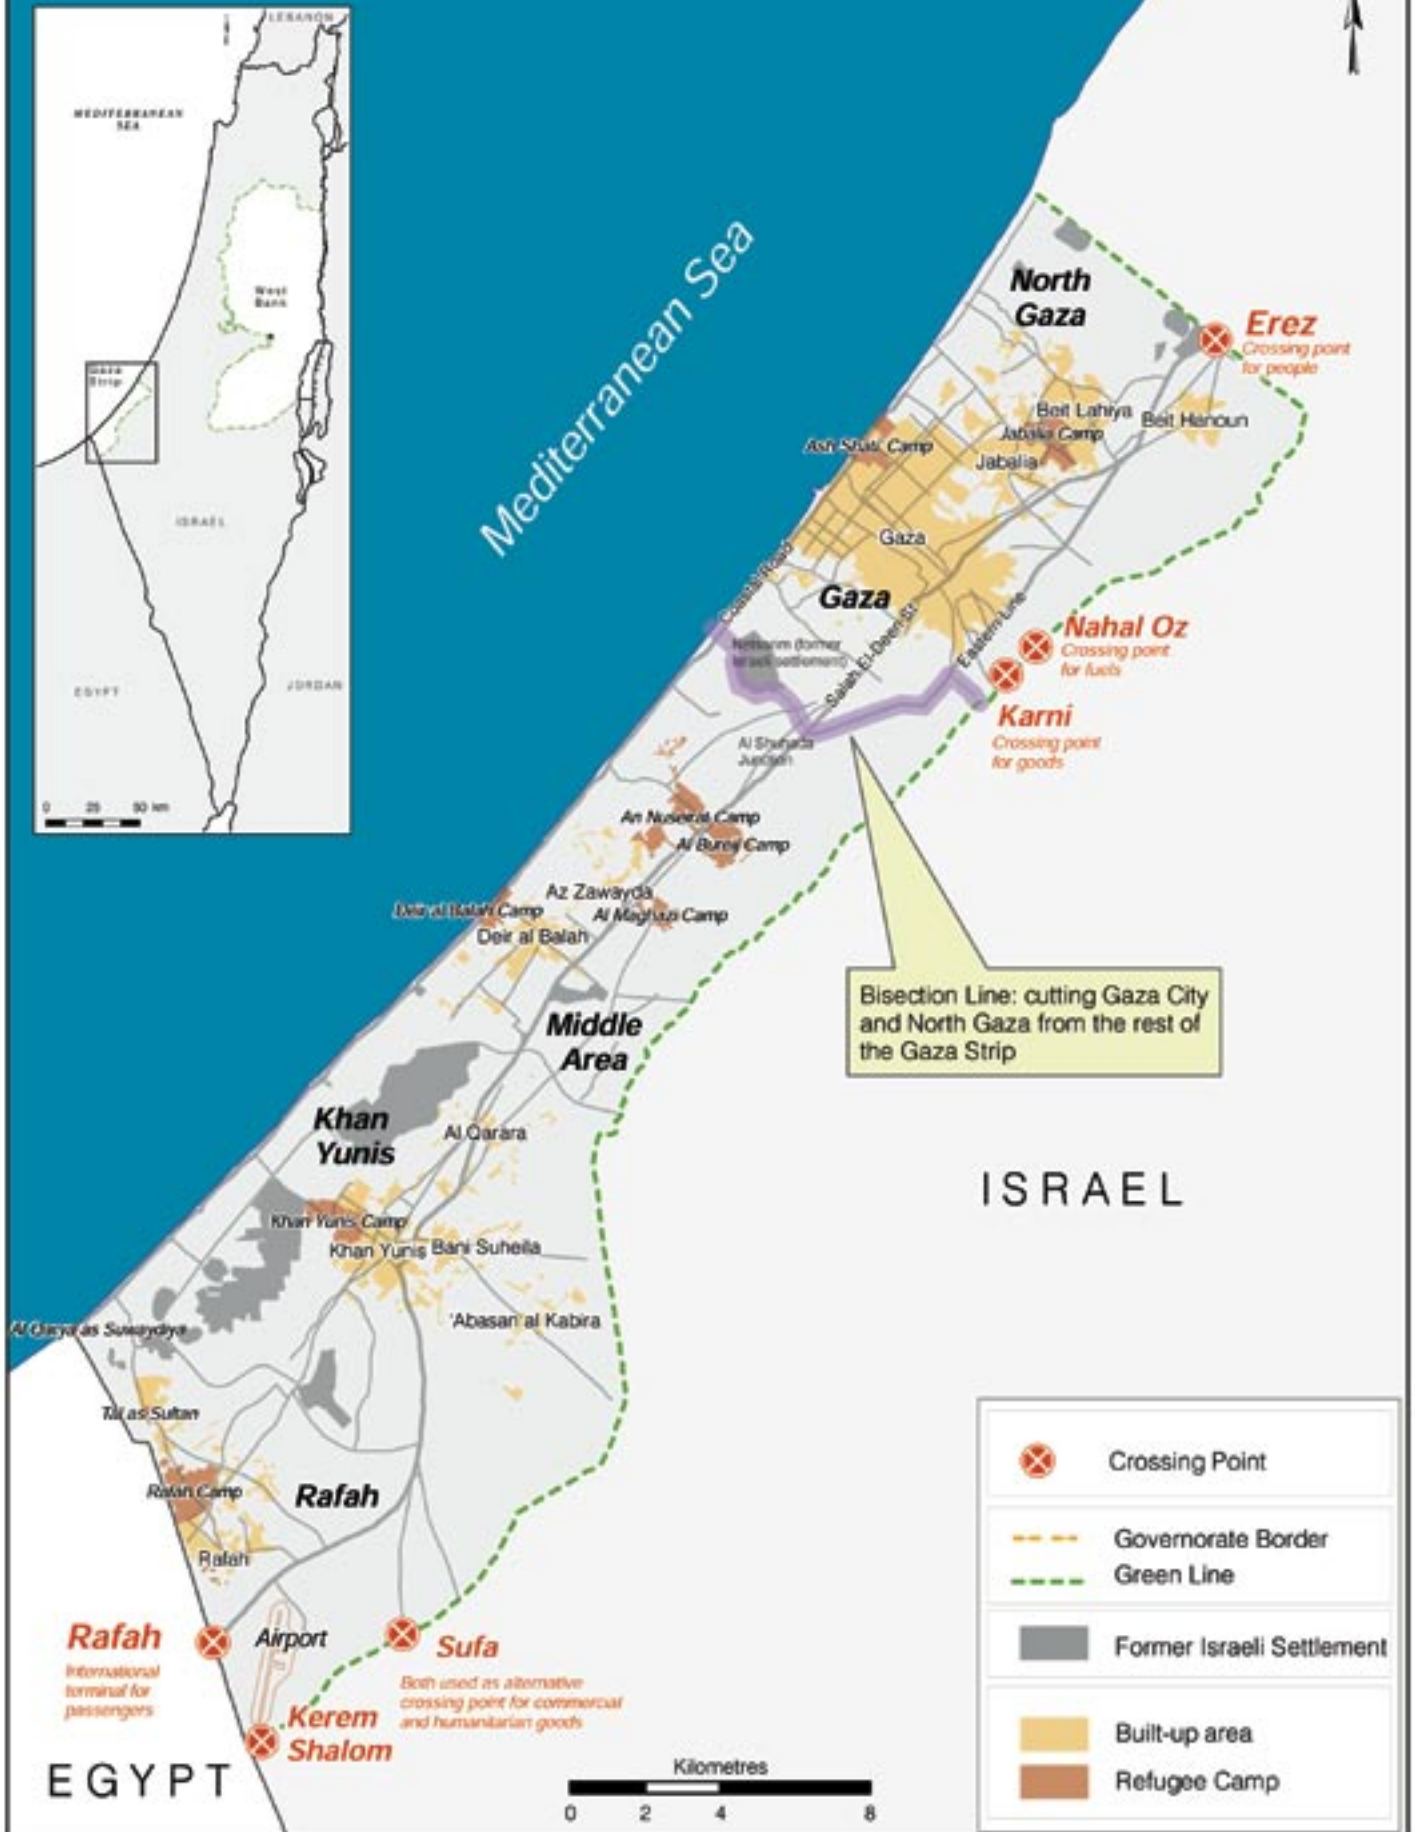 LEBANON
MEDITERRANEAN
SEA
West
Bank
Gaza
Strip
ISRAEL
EGYPT
JORDAN
0 25 50 km
Mediterranean Sea
North
Gaza
Erez
Crossing point
for people
Beit Lahiya
Beit Hanoun
Jabalia Camp
Ash Shati Camp
Jabalia
Gaza
Coastal Road
Gaza
Salah El-Deen St
Eastern Line
Nahal Oz
Crossing point
for fuels
Netsarim (former
Israeli settlement)
Karni
Crossing point
for goods
Al Shuhada
Junction
An Nuseirat Camp
Al Bureij Camp
Az Zawayda
Deir al Balah Camp
Al Maghazi Camp
Deir al Balah
Bisection Line: cutting Gaza City
and North Gaza from the rest of
the Gaza Strip
Middle
Area
Khan
Yunis
Al Qarara
ISRAEL
Khan Yunis Camp
Khan Yunis
Bani Suheila
'Abasan al Kabira
Al Qarya as Suwaydiya
Tal as Sultan
Rafah Camp
Rafah
Rafah
Rafah
International
terminal for
passengers
Airport
Sufa
Both used as alternative
crossing point for commercial
and humanitarian goods
Kerem
Shalom
EGYPT
Kilometres
0 2 4 8
Crossing Point
Governorate Border
Green Line
Former Israeli Settlement
Built-up area
Refugee Camp